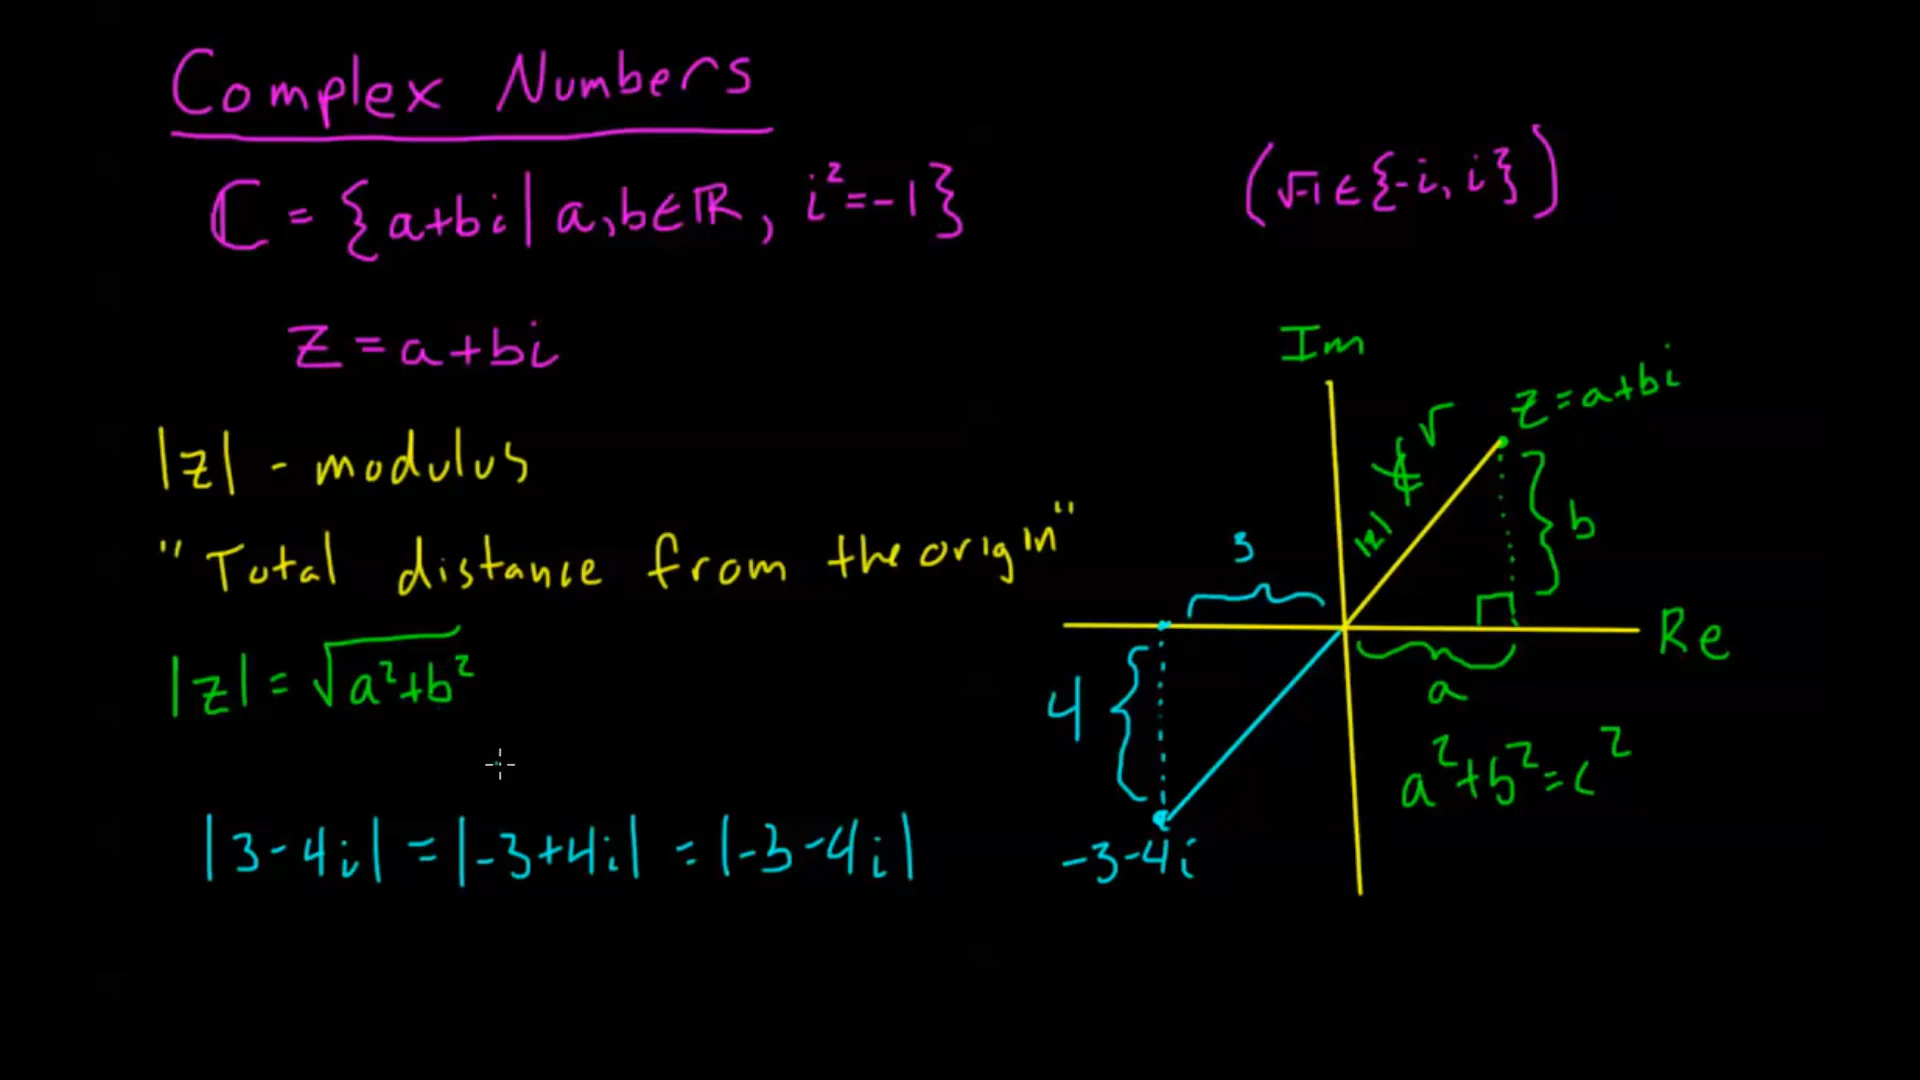 Complex Numbers
ℂ = {a+bi | a,b∈ℝ, i²=-1}
(√-1 ∈ {-i, i})
z = a+bi
|z| - modulus
"Total distance from the origin"
|z| = √(a²+b²)
|3-4i| = |-3+4i| = |-3-4i|
Im
z = a+bi
√
|z|
b
3
Re
a
4
a²+b²=c²
-3-4i